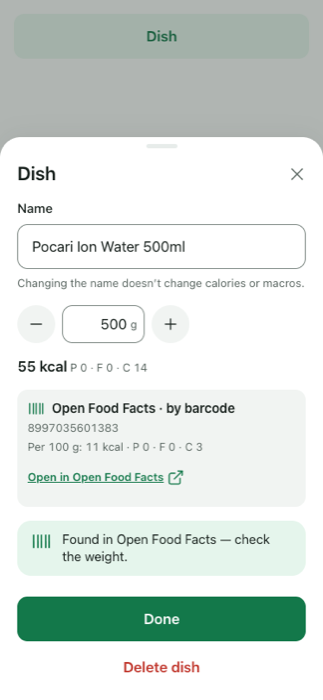 Dish
Dish
Name
Pocari Ion Water 500ml
Changing the name doesn't change calories or macros.
500 g
55 kcal P 0 · F 0 · C 14
Open Food Facts · by barcode
8997035601383
Per 100 g: 11 kcal · P 0 · F 0 · C 3
Open in Open Food Facts
Found in Open Food Facts — check
the weight.
Done
Delete dish